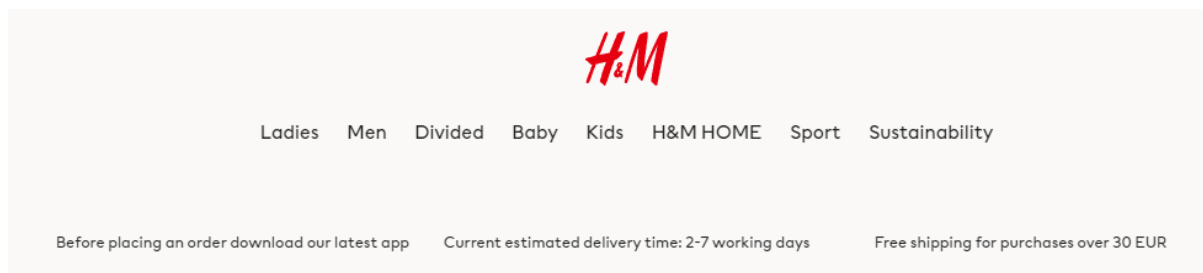 H&M
Ladies Men Divided Baby Kids H&M HOME Sport Sustainability
Before placing an order download our latest app Current estimated delivery time: 2-7 working days Free shipping for purchases over 30 EUR